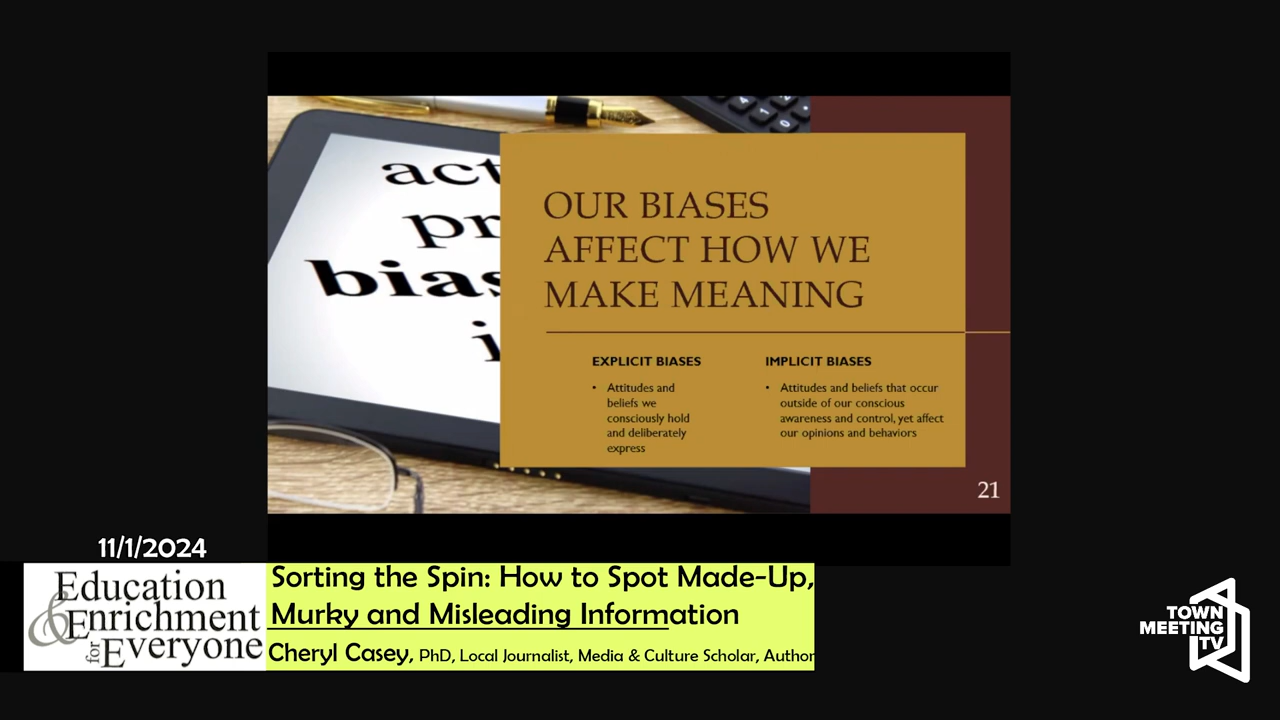 act
pr
bias
i
OUR BIASES
AFFECT HOW WE
MAKE MEANING
EXPLICIT BIASES
• Attitudes and
beliefs we
consciously hold
and deliberately
express
IMPLICIT BIASES
• Attitudes and beliefs that occur
outside of our conscious
awareness and control, yet affect
our opinions and behaviors
21
11/1/2024
Education
& Enrichment
for Everyone
Sorting the Spin: How to Spot Made-Up,
Murky and Misleading Information
Cheryl Casey, PhD, Local Journalist, Media & Culture Scholar, Author
TOWN
MEETING
TV